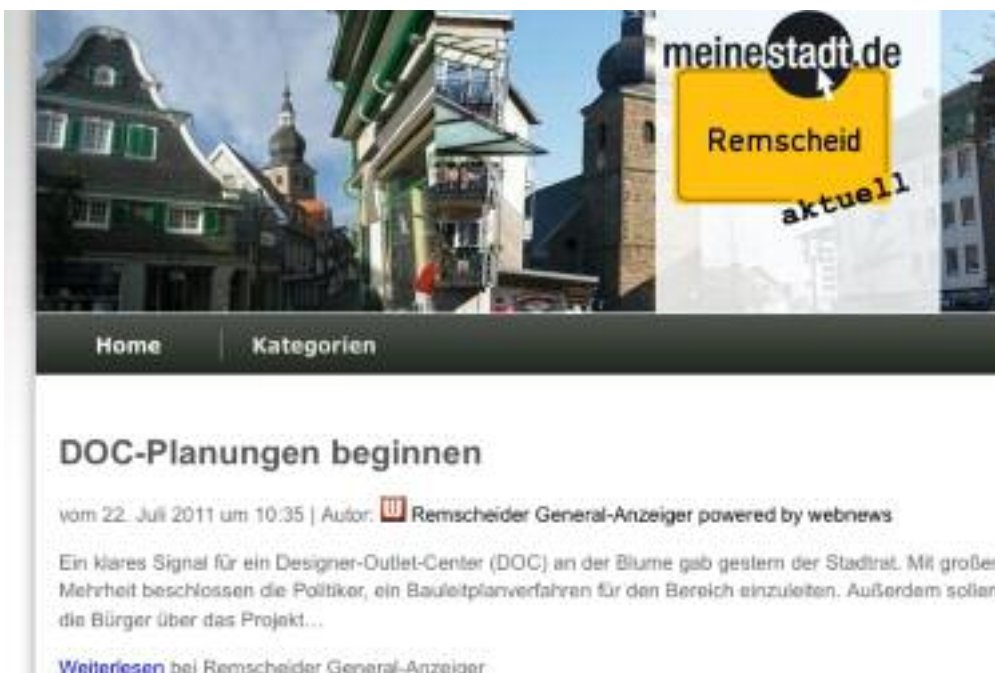 meinestadt.de
Remscheid
aktuell
Home
Kategorien
DOC-Planungen beginnen
vom 22. Juli 2011 um 10:35 | Autor: Remscheider General-Anzeiger powered by webnews
Ein klares Signal für ein Designer-Outlet-Center (DOC) an der Blume gab gestern der Stadtrat. Mit großer
Mehrheit beschlossen die Politiker, ein Bauleitplanverfahren für den Bereich einzuleiten. Außerdem sollen
die Bürger über das Projekt...
Weiterlesen bei Remscheider General-Anzeiger